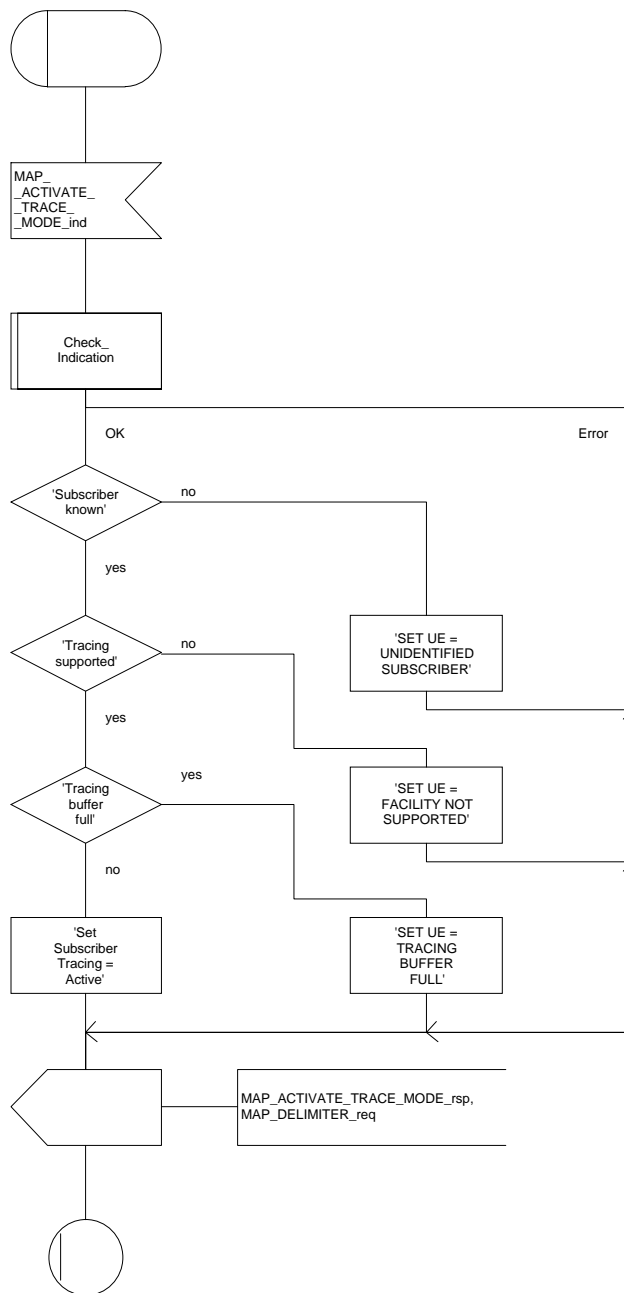 MAP_
_ACTIVATE_
_TRACE_
_MODE_ind
Check_
Indication
OK
Error
'Subscriber
known'
no
yes
'Tracing
supported'
no
'SET UE =
UNIDENTIFIED
SUBSCRIBER'
yes
'Tracing
buffer
full'
yes
'SET UE =
FACILITY NOT
SUPPORTED'
no
'Set
Subscriber
Tracing =
Active'
'SET UE =
TRACING
BUFFER
FULL'
MAP_ACTIVATE_TRACE_MODE_rsp,
MAP_DELIMITER_req